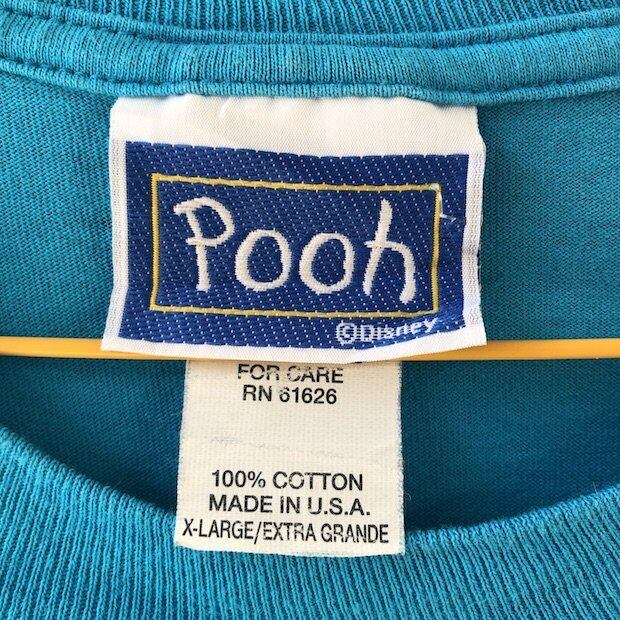 Pooh
©Disney
FOR CARE
RN 61626
100% COTTON
MADE IN U.S.A.
X-LARGE/EXTRA GRANDE